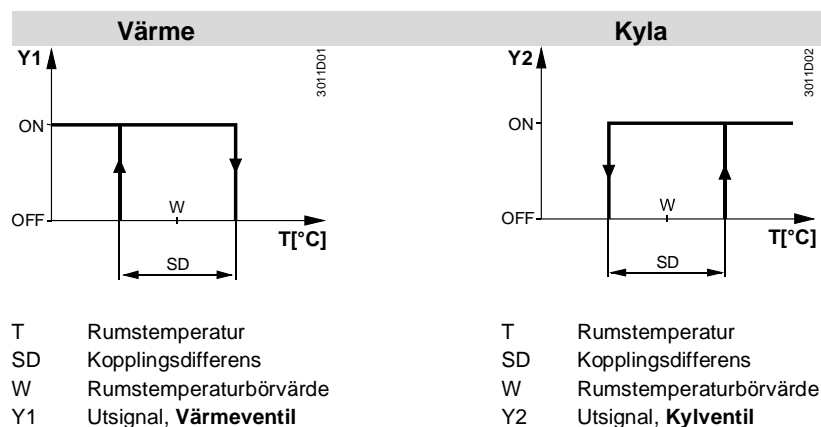 Värme Kyla
Y1
3011D01
ON
OFF
W
T[°C]
SD
Y2
3011D02
ON
OFF
W
T[°C]
SD
T Rumstemperatur
SD Kopplingsdifferens
W Rumstemperaturbörvärde
Y1 Utsignal, Värmeventil
T Rumstemperatur
SD Kopplingsdifferens
W Rumstemperaturbörvärde
Y2 Utsignal, Kylventil